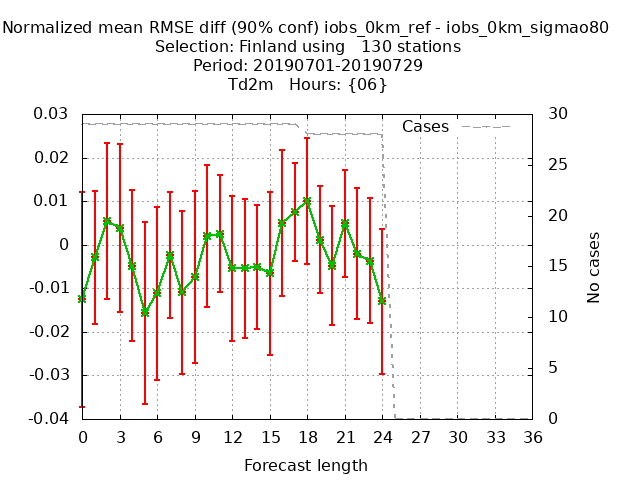 Normalized mean RMSE diff (90% conf) iobs_0km_ref - iobs_0km_sigmao80
Selection: Finland using   130 stations
Period: 20190701-20190729
Td2m   Hours: {06}
0.03
0.02
0.01
0
-0.01
-0.02
-0.03
-0.04
Cases
30
25
20
15
10
5
0
No cases
0 3 6 9 12 15 18 21 24 27 30 33 36
Forecast length